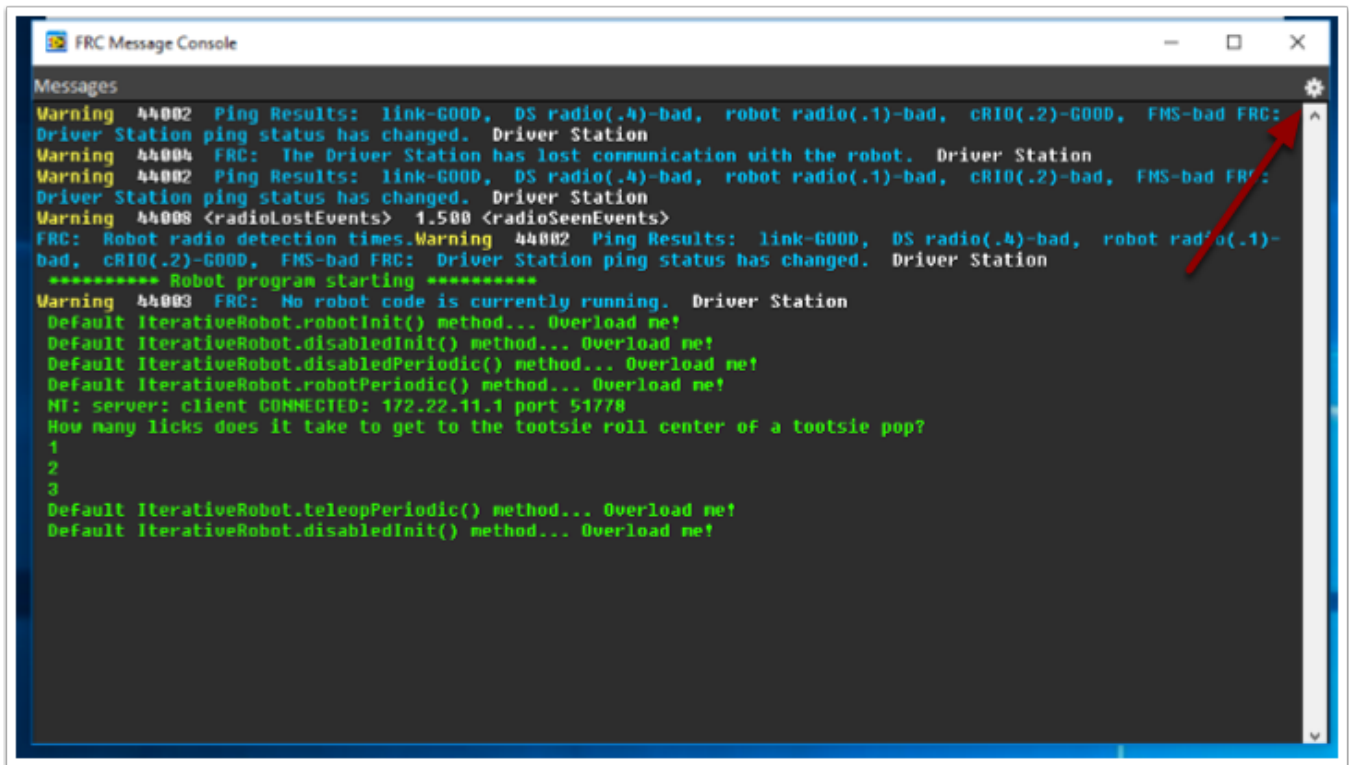 FRC Message Console
Messages
Warning 44002 Ping Results: link-GOOD, DS radio(.4)-bad, robot radio(.1)-bad, cRIO(.2)-GOOD, FMS-bad FRC:
Driver Station ping status has changed. Driver Station
Warning 44004 FRC: The Driver Station has lost communication with the robot. Driver Station
Warning 44002 Ping Results: link-GOOD, DS radio(.4)-bad, robot radio(.1)-bad, cRIO(.2)-bad, FMS-bad FRC:
Driver Station ping status has changed. Driver Station
Warning 44008 <radioLostEvents> 1.500 <radioSeenEvents>
FRC: Robot radio detection times.Warning 44002 Ping Results: link-GOOD, DS radio(.4)-bad, robot radio(.1)-
bad, cRIO(.2)-GOOD, FMS-bad FRC: Driver Station ping status has changed. Driver Station
********** Robot program starting **********
Warning 44003 FRC: No robot code is currently running. Driver Station
Default IterativeRobot.robotInit() method... Overload me!
Default IterativeRobot.disabledInit() method... Overload me!
Default IterativeRobot.disabledPeriodic() method... Overload me!
Default IterativeRobot.robotPeriodic() method... Overload me!
NT: server: client CONNECTED: 172.22.11.1 port 51778
How many licks does it take to get to the tootsie roll center of a tootsie pop?
1
2
3
Default IterativeRobot.teleopPeriodic() method... Overload me!
Default IterativeRobot.disabledInit() method... Overload me!